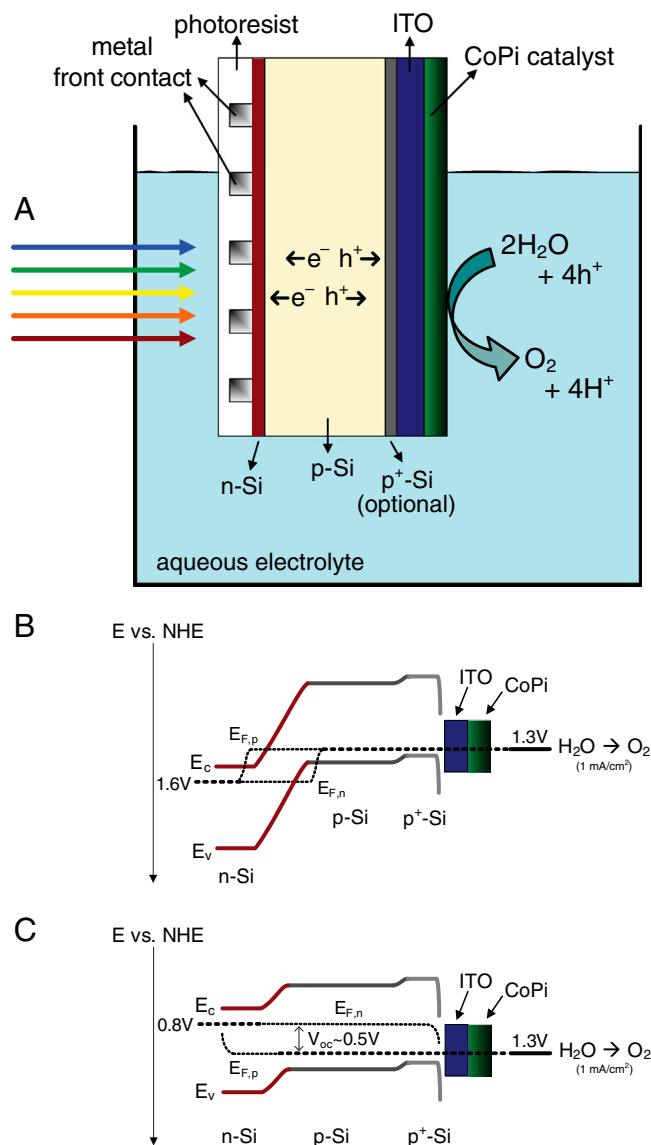 photoresist
ITO
metal
front contact
CoPi catalyst
A
e⁻ h⁺
e⁻ h⁺
2H₂O
+ 4h⁺
O₂
+ 4H⁺
n-Si
p-Si
p⁺-Si
(optional)
aqueous electrolyte
B
E vs. NHE
ITO
CoPi
E_F,p
E_c
1.3V
H₂O → O₂
(1 mA/cm²)
1.6V
E_F,n
p-Si
p⁺-Si
E_v
n-Si
C
E vs. NHE
ITO
CoPi
E_c
E_F,n
0.8V
V_oc~0.5V
1.3V
H₂O → O₂
(1 mA/cm²)
E_F,p
E_v
n-Si
p-Si
p⁺-Si